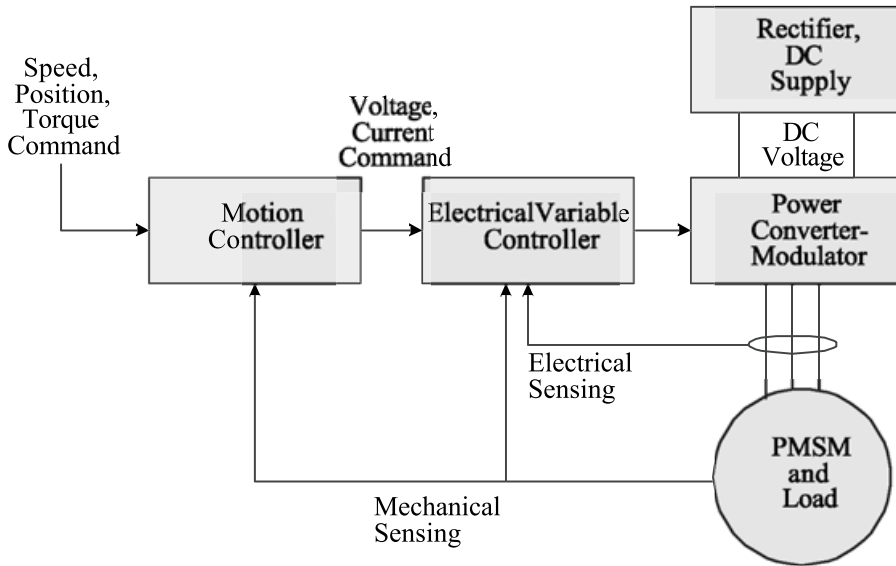 Rectifier,
DC
Supply
Speed,
Position,
Torque
Command
Voltage,
Current
Command
DC
Voltage
Motion
Controller
ElectricalVariable
Controller
Power
Converter-
Modulator
Electrical
Sensing
PMSM
and
Load
Mechanical
Sensing